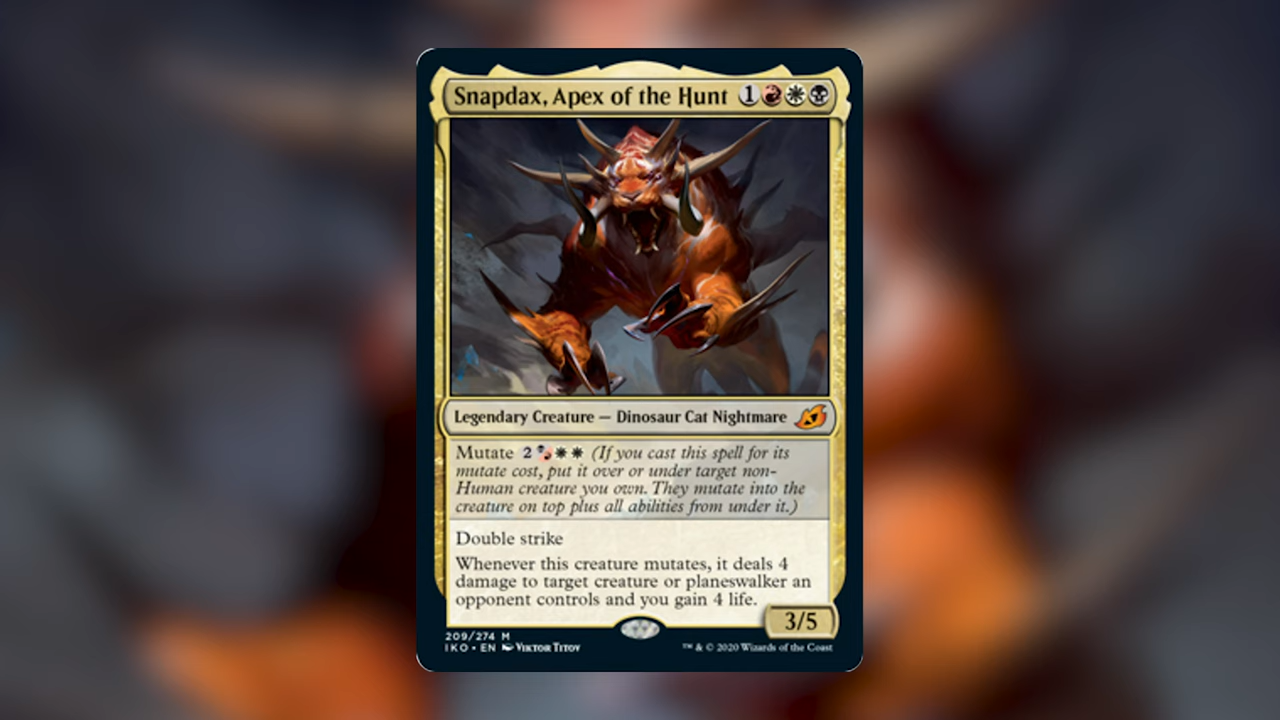 Snapdax, Apex of the Hunt 1
Legendary Creature — Dinosaur Cat Nightmare
Mutate 2 (If you cast this spell for its
mutate cost, put it over or under target non-
Human creature you own. They mutate into the
creature on top plus all abilities from under it.)
Double strike
Whenever this creature mutates, it deals 4
damage to target creature or planeswalker an
opponent controls and you gain 4 life.
3/5
209/274 M
IKO • EN Viktor Titov
™ & © 2020 Wizards of the Coast